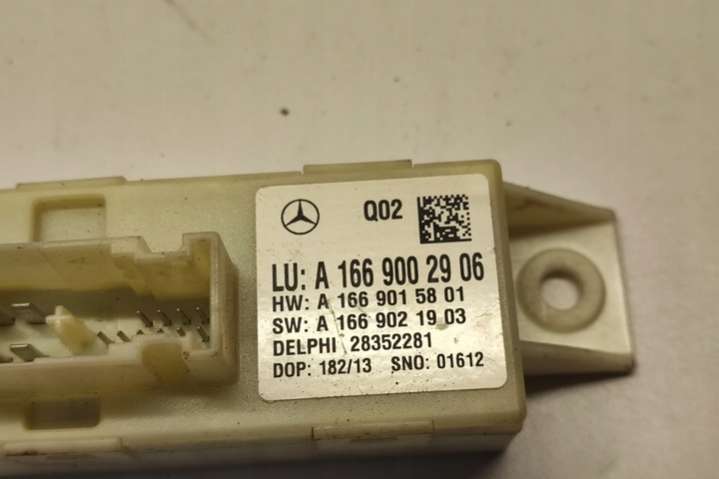 Q02
LU: A 166 900 29 06
HW: A 166 901 58 01
SW: A 166 902 19 03
DELPHI 28352281
DOP: 182/13 SNO: 01612